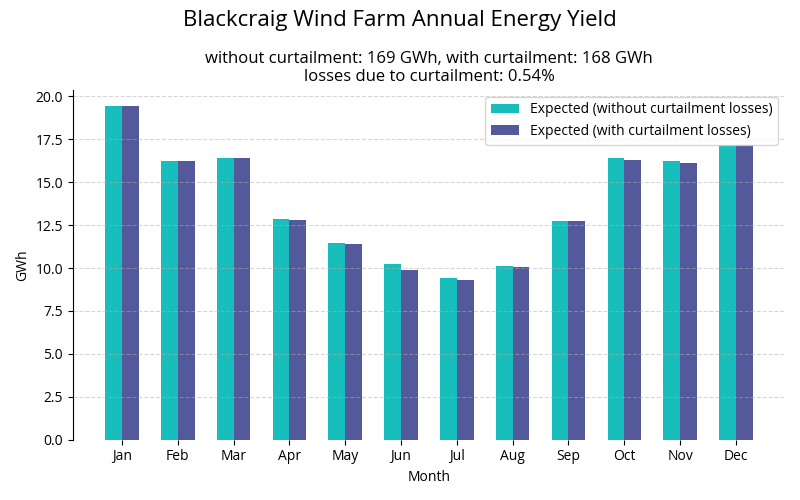 Blackcraig Wind Farm Annual Energy Yield
without curtailment: 169 GWh, with curtailment: 168 GWh
losses due to curtailment: 0.54%
20.0
17.5
15.0
12.5
10.0
7.5
5.0
2.5
0.0
GWh
Expected (without curtailment losses)
Expected (with curtailment losses)
Jan Feb Mar Apr May Jun Jul Aug Sep Oct Nov Dec
Month